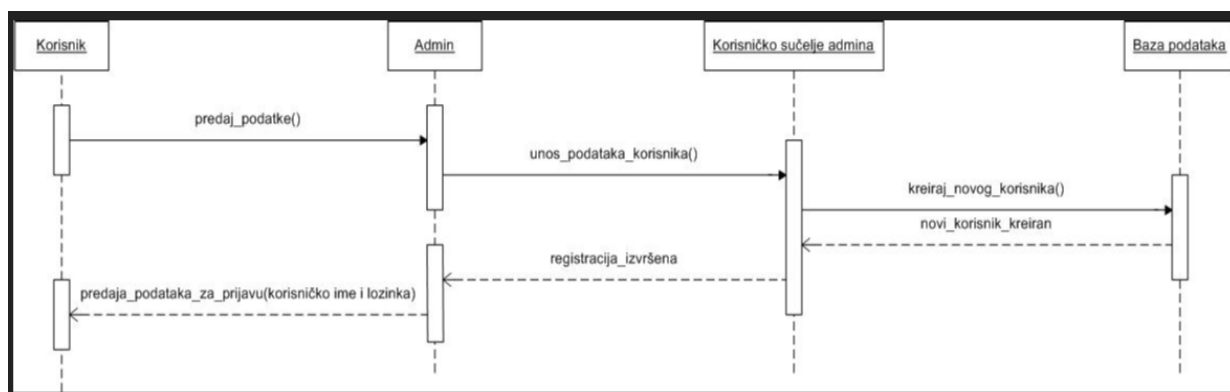 Korisnik
Admin
Korisničko sučelje admina
Baza podataka
predaj_podatke()
unos_podataka_korisnika()
kreiraj_novog_korisnika()
novi_korisnik_kreiran
registracija_izvršena
predaja_podataka_za_prijavu(korisničko ime i lozinka)